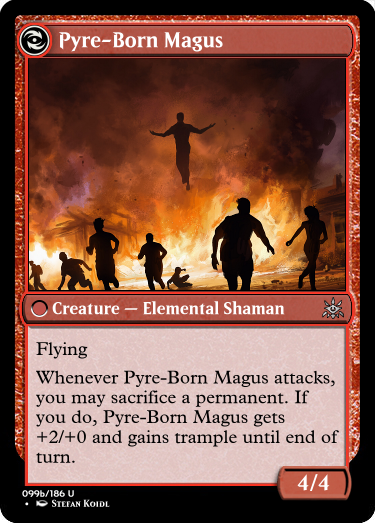 Pyre-Born Magus
Creature — Elemental Shaman
Flying
Whenever Pyre-Born Magus attacks,
you may sacrifice a permanent. If
you do, Pyre-Born Magus gets
+2/+0 and gains trample until end of
turn.
4/4
099b/186 U
• Stefan Koidl